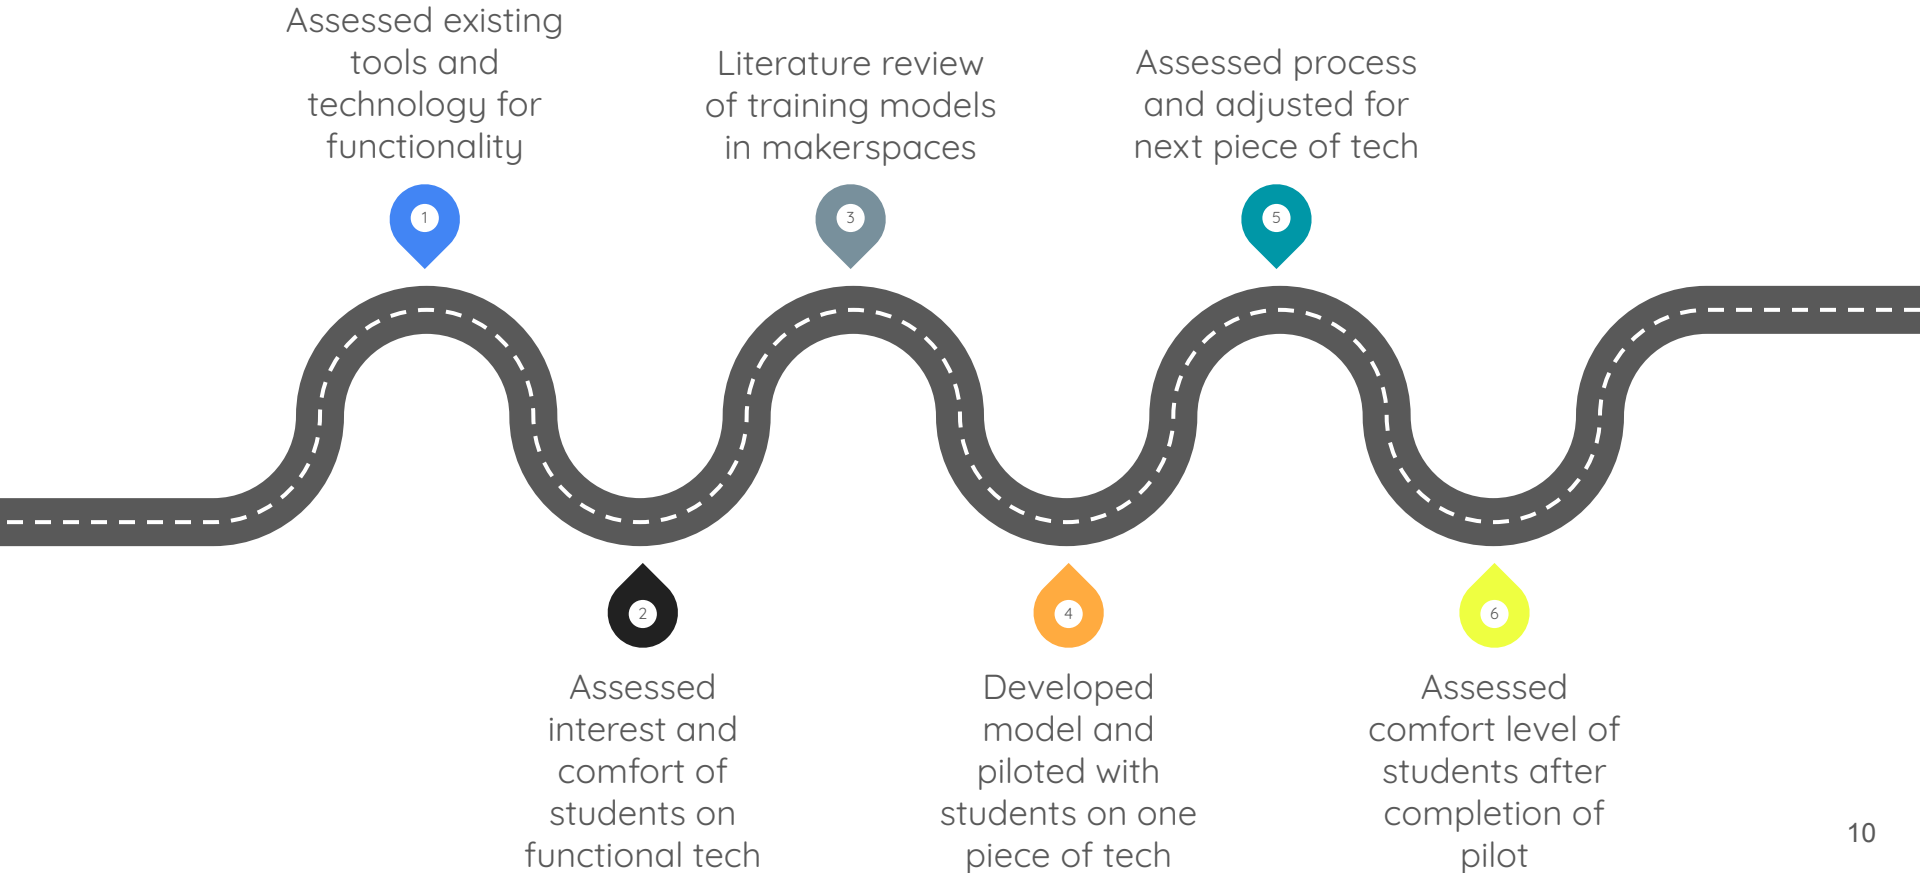 Assessed existing
tools and
technology for
functionality
1
Assessed
interest and
comfort of
students on
functional tech
2
Literature review
of training models
in makerspaces
3
Developed
model and
piloted with
students on one
piece of tech
4
Assessed process
and adjusted for
next piece of tech
5
Assessed
comfort level of
students after
completion of
pilot
6
10